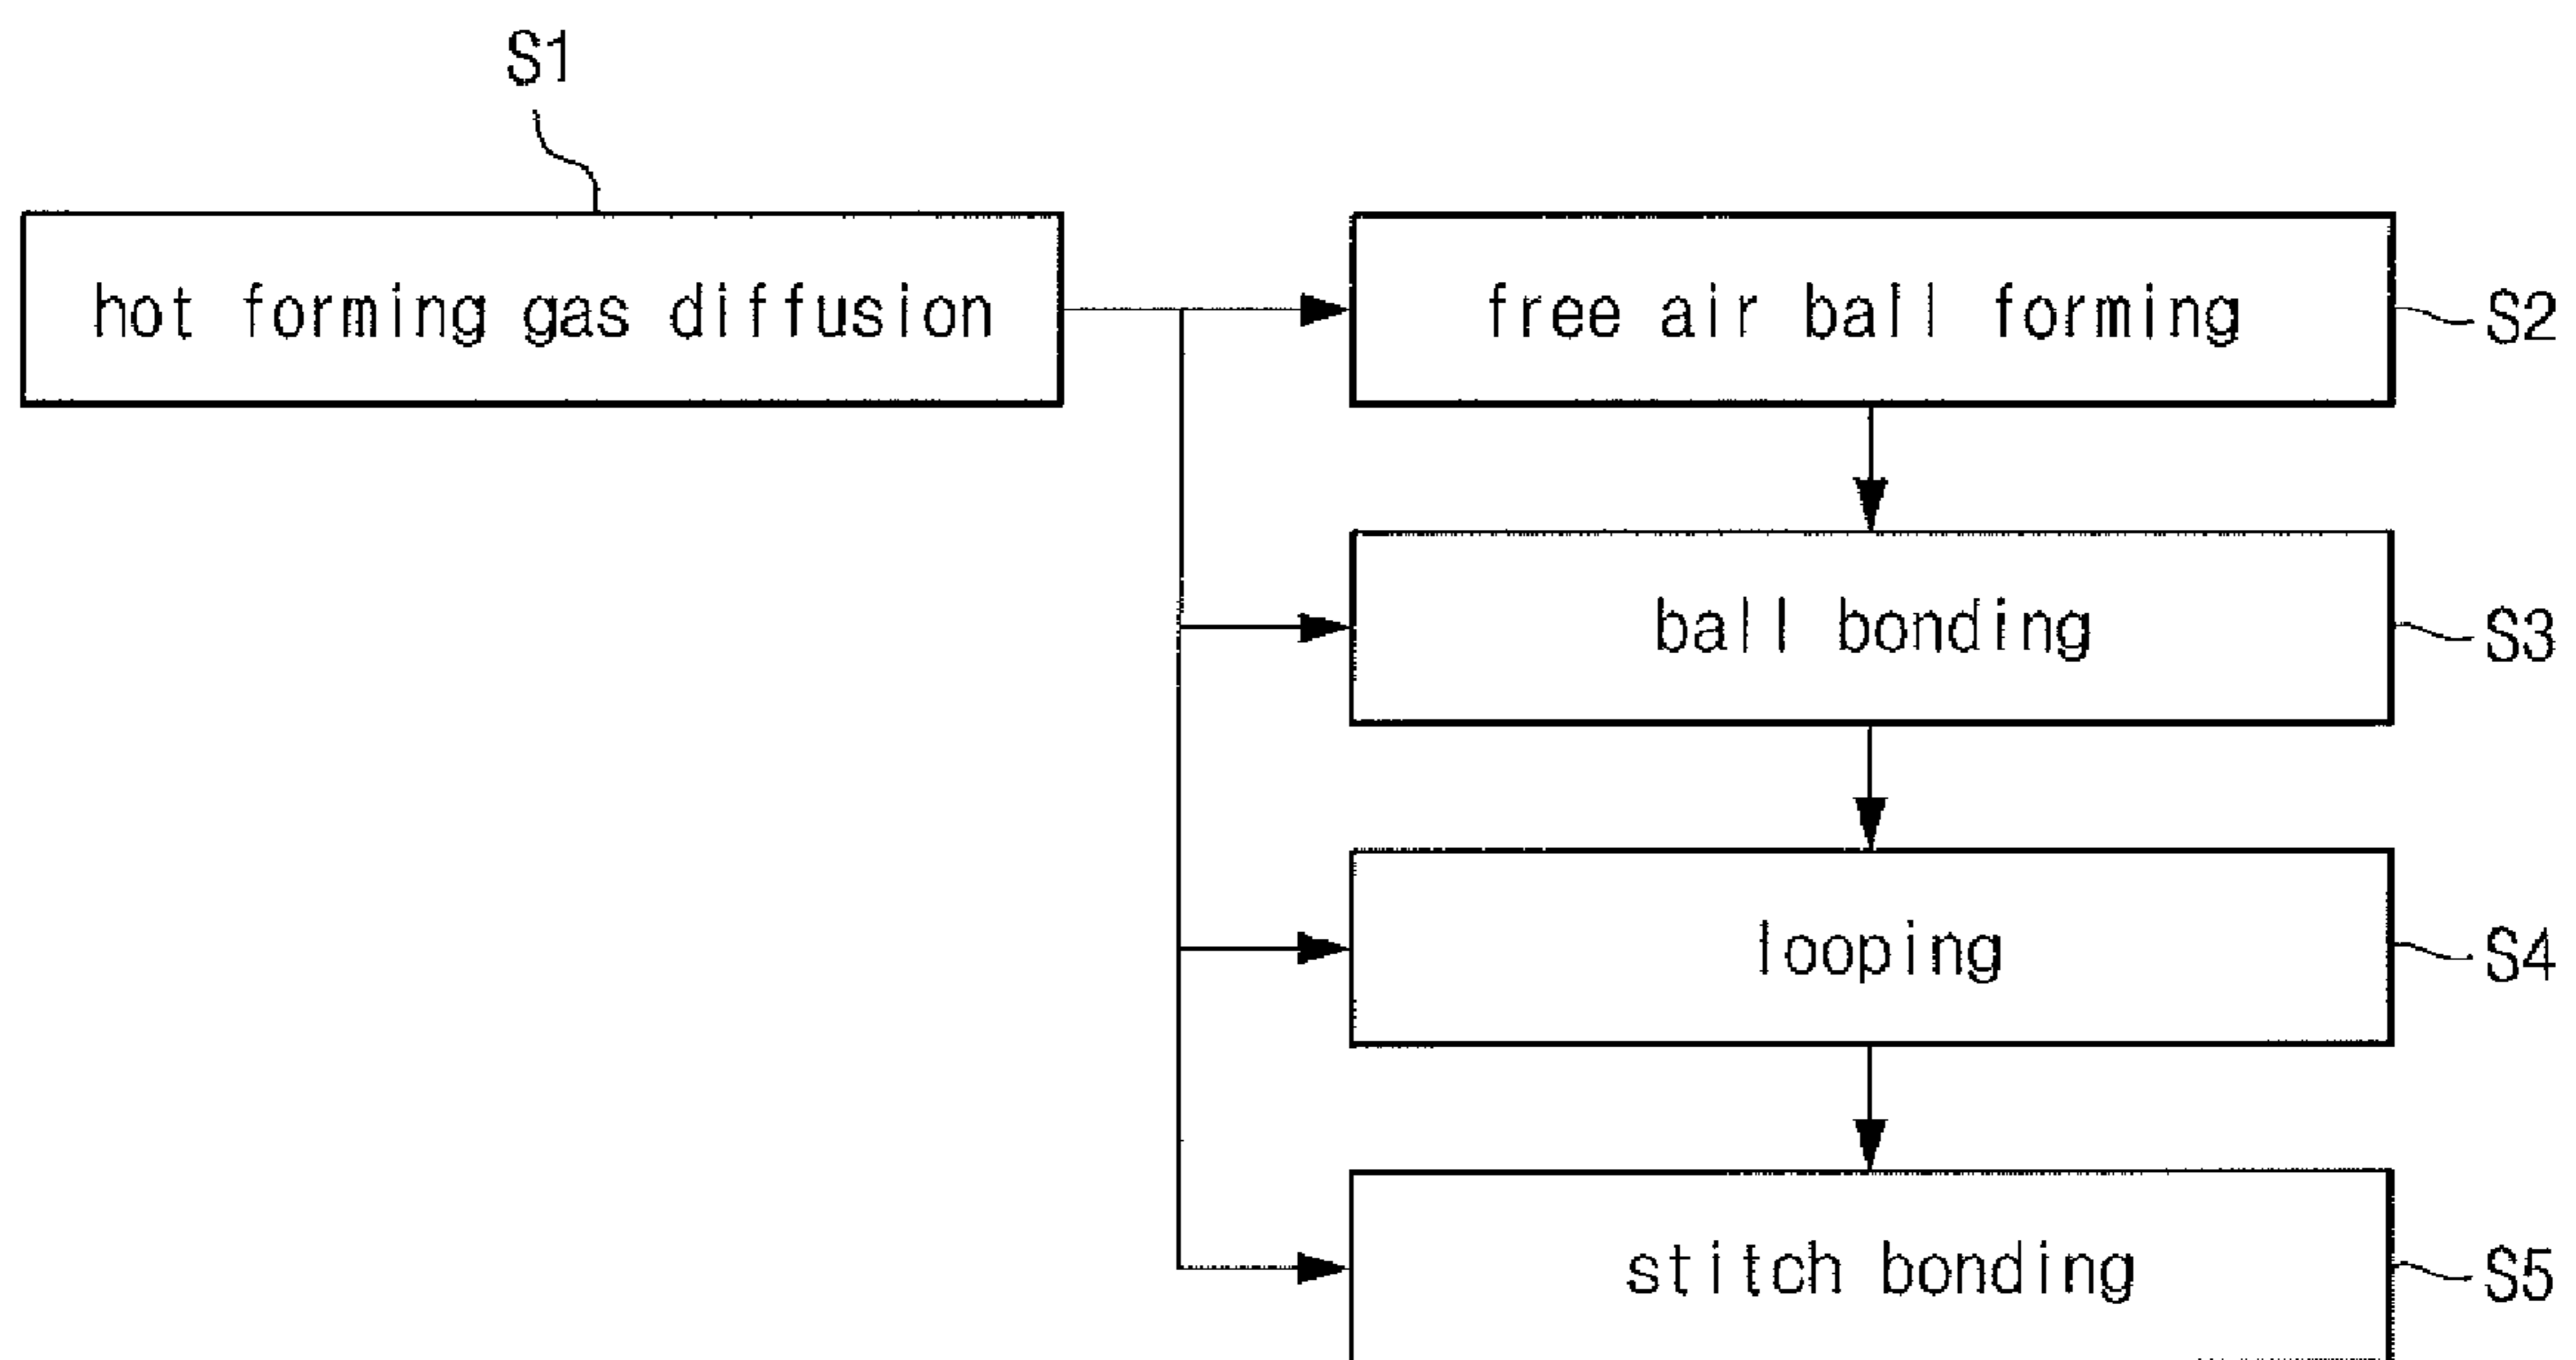 S1
hot forming gas diffusion
free air ball forming
S2
ball bonding
S3
looping
S4
stitch bonding
S5